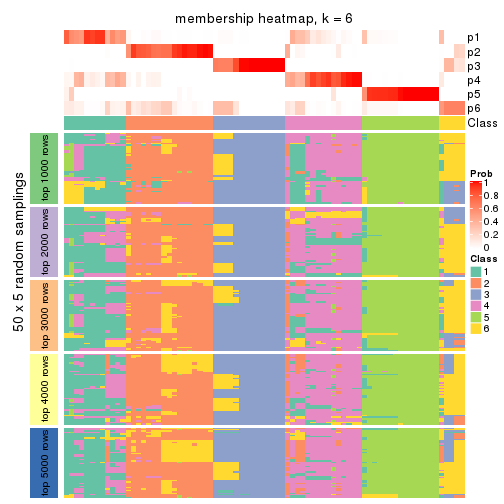 membership heatmap, k = 6
p1
p2
p3
p4
p5
p6
Class
50 x 5 random samplings
top 1000 rows
top 2000 rows
top 3000 rows
top 4000 rows
top 5000 rows
Prob
1
0.8
0.6
0.4
0.2
0
Class
1
2
3
4
5
6